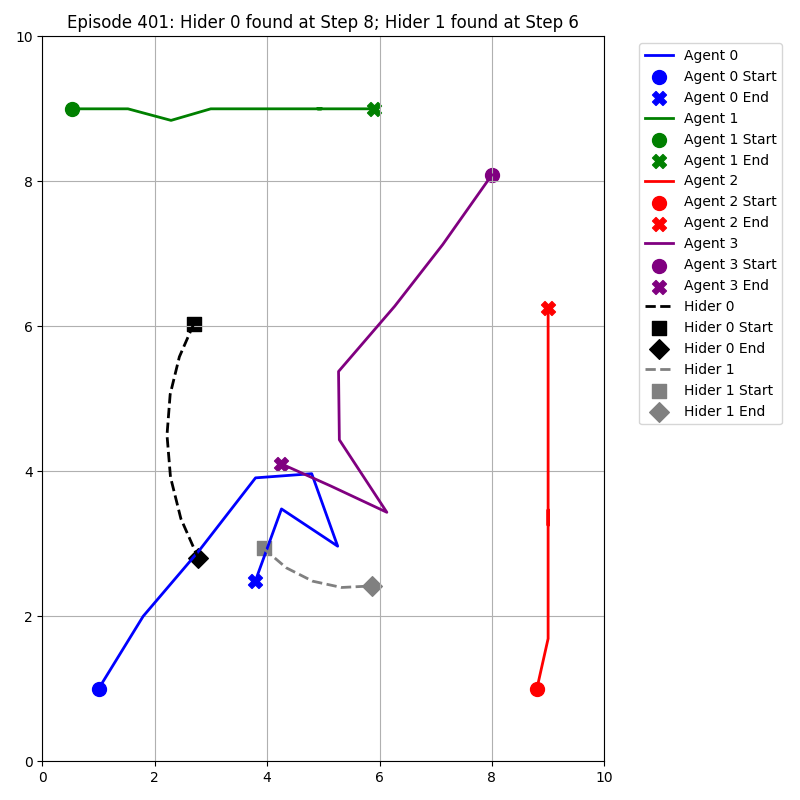 Episode 401: Hider 0 found at Step 8; Hider 1 found at Step 6
10
8
6
4
2
0
0 2 4 6 8 10
Agent 0
Agent 0 Start
Agent 0 End
Agent 1
Agent 1 Start
Agent 1 End
Agent 2
Agent 2 Start
Agent 2 End
Agent 3
Agent 3 Start
Agent 3 End
Hider 0
Hider 0 Start
Hider 0 End
Hider 1
Hider 1 Start
Hider 1 End